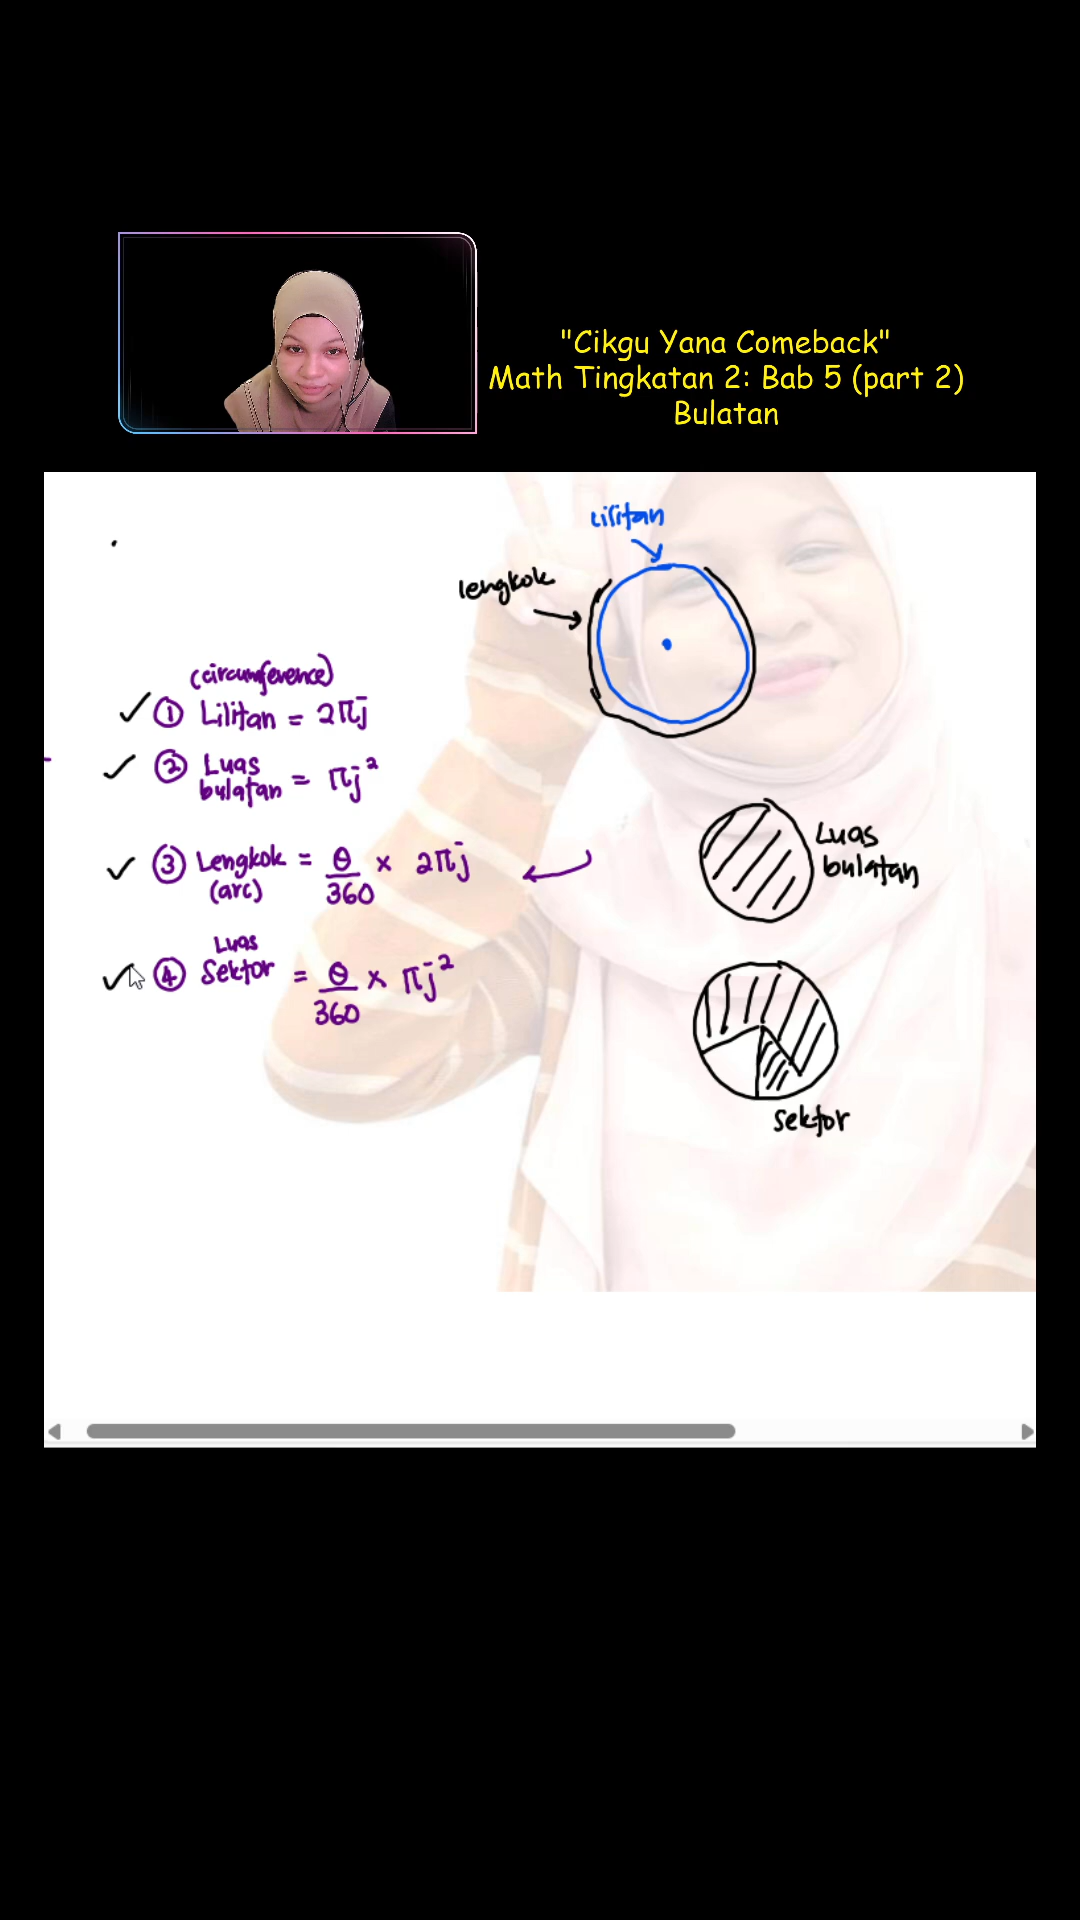 "Cikgu Yana Comeback"
Math Tingkatan 2: Bab 5 (part 2)
Bulatan
Lilitan
lengkok
(circumference)
① Lilitan = 2πj
② Luas bulatan = πj²
③ Lengkok (arc) = θ/360 × 2πj
④ Luas Sektor = θ/360 × πj²
Luas
bulatan
sektor